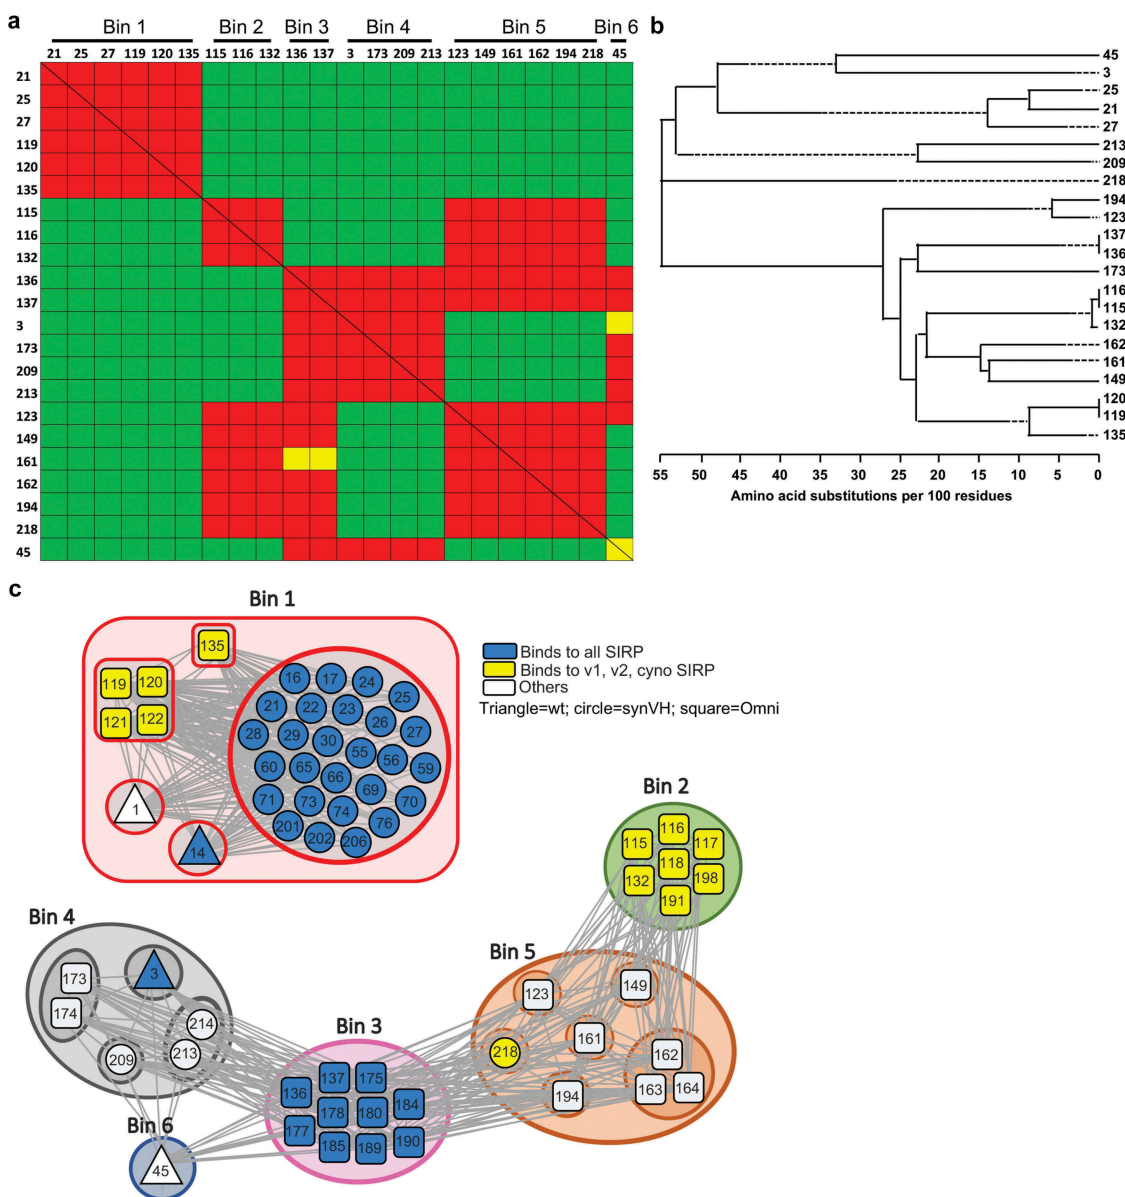 a
Bin 1 Bin 2 Bin 3 Bin 4 Bin 5 Bin 6
21 25 27 119 120 135 115 116 132 136 137 3 173 209 213 123 149 161 162 194 218 45
21
25
27
119
120
135
115
116
132
136
137
3
173
209
213
123
149
161
162
194
218
45
b
45
3
25
21
27
213
209
218
194
123
137
136
173
116
115
132
162
161
149
120
119
135
55 50 45 40 35 30 25 20 15 10 5 0
Amino acid substitutions per 100 residues
c
Bin 1
135
119 120
121 122
1
14
16 17 24 25
21 22 23 26 27
28 29 30 55 56 59
60 65 66 69 70
71 73 74 76
201 202 206
Binds to all SIRP
Binds to v1, v2, cyno SIRP
Others
Triangle=wt; circle=synVH; square=Omni
Bin 2
115 116 117
118
132 191 198
Bin 4
173 3
174
214
209 213
Bin 3
136 137 175
178 180 184
177
185 189 190
Bin 5
123 149
218 161
162
194 163 164
Bin 6
45